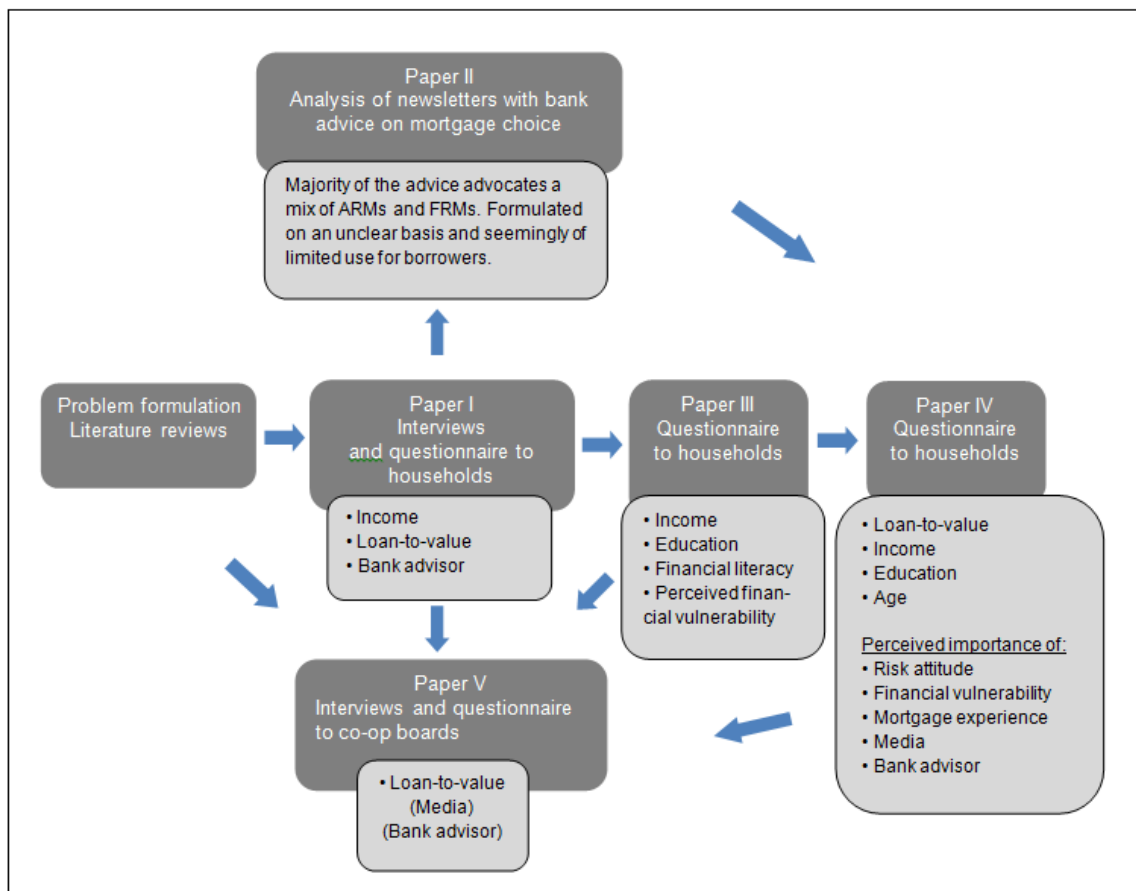 Paper II
Analysis of newsletters with bank
advice on mortgage choice
Majority of the advice advocates a
mix of ARMs and FRMs. Formulated
on an unclear basis and seemingly of
limited use for borrowers.
Problem formulation
Literature reviews
Paper I
Interviews
and questionnaire to
households
• Income
• Loan-to-value
• Bank advisor
Paper III
Questionnaire
to households
• Income
• Education
• Financial literacy
• Perceived finan-
cial vulnerability
Paper IV
Questionnaire
to households
• Loan-to-value
• Income
• Education
• Age
Perceived importance of:
• Risk attitude
• Financial vulnerability
• Mortgage experience
• Media
• Bank advisor
Paper V
Interviews and questionnaire
to co-op boards
• Loan-to-value
(Media)
(Bank advisor)